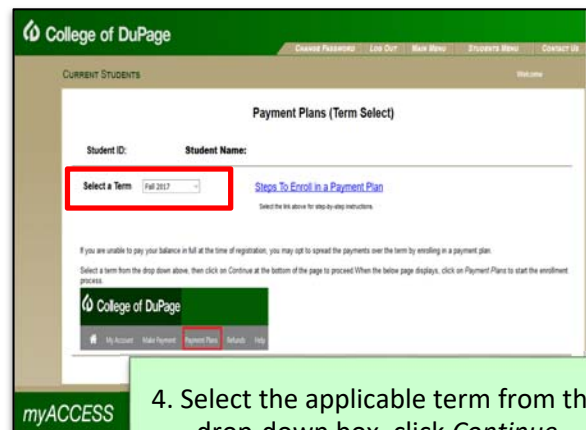 College of DuPage
CHANGE PASSWORD LOG OUT MAIN MENU STUDENTS MENU CONTACT US
CURRENT STUDENTS Welcome
Payment Plans (Term Select)
Student ID: Student Name:
Select a Term Fall 2017 Steps To Enroll in a Payment Plan
Select the link above for step-by-step instructions.
If you are unable to pay your balance in full at the time of registration, you may opt to spread the payments over the term by enrolling in a payment plan.
Select a term from the drop down above, then click on Continue at the bottom of the page to proceed.When the below page displays, click on Payment Plans to start the enrollment
process.
College of DuPage
My Account Make Payment Payment Plans Refunds Help
myACCESS
4. Select the applicable term from th
drop-down box, click Continue